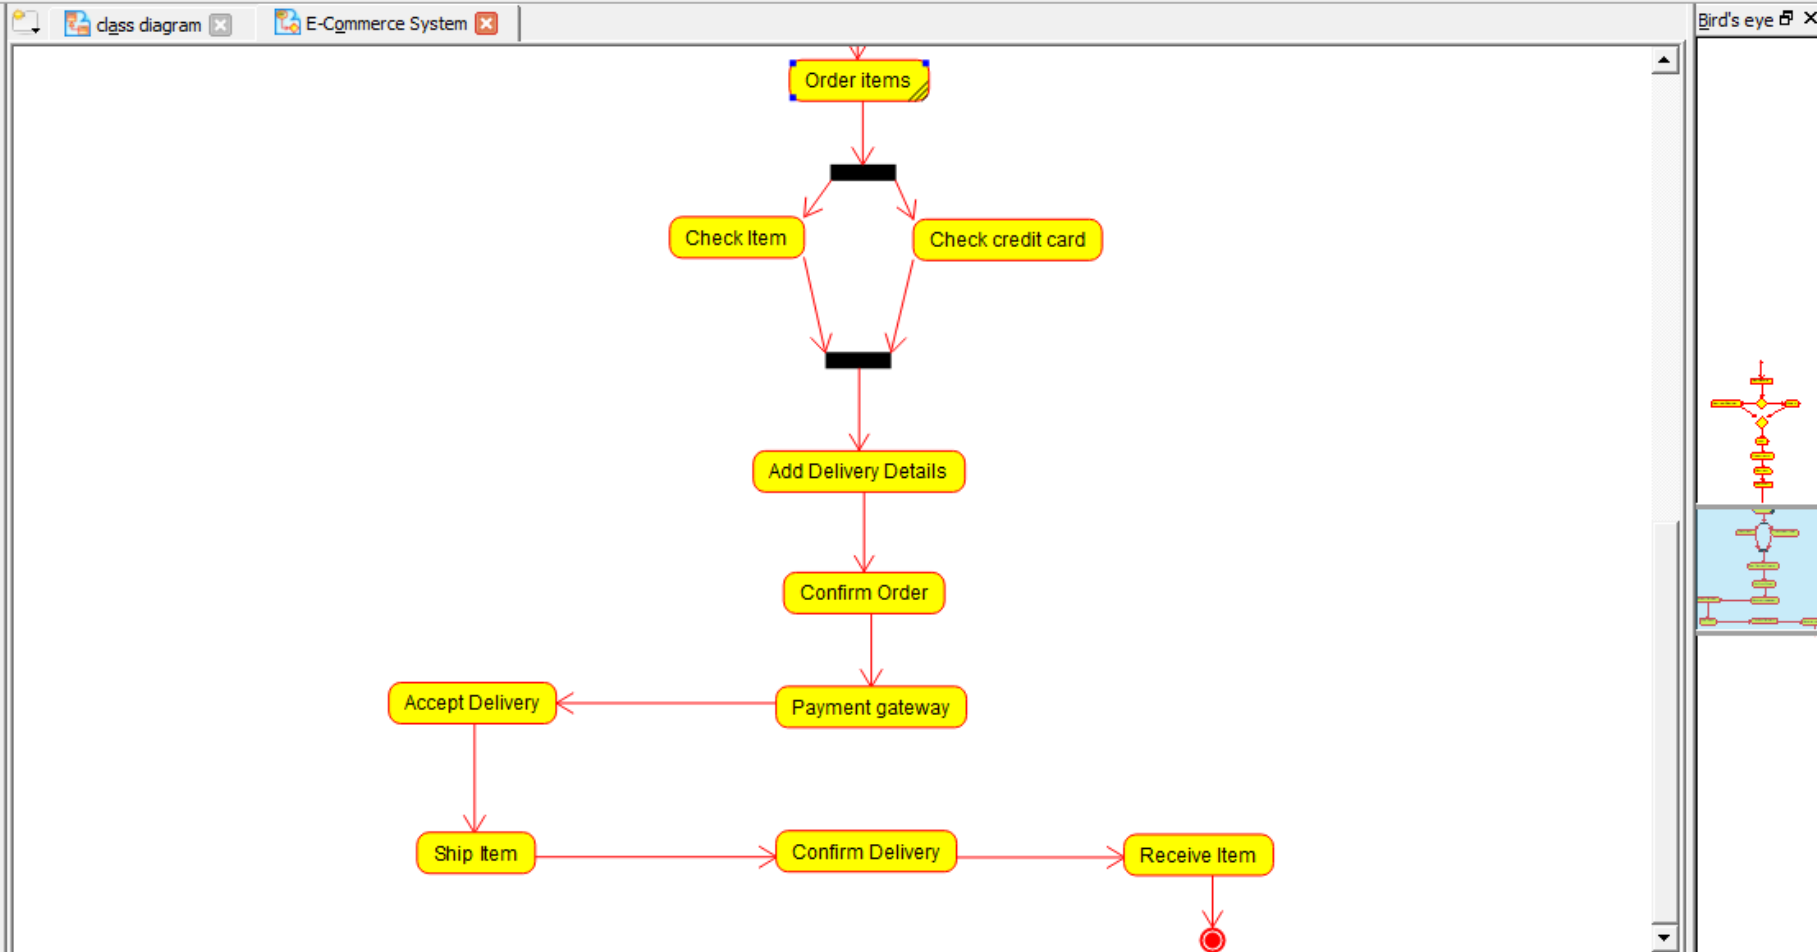 class diagram
E-Commerce System
Bird's eye
Order items
Check Item
Check credit card
Add Delivery Details
Confirm Order
Accept Delivery
Payment gateway
Ship Item
Confirm Delivery
Receive Item